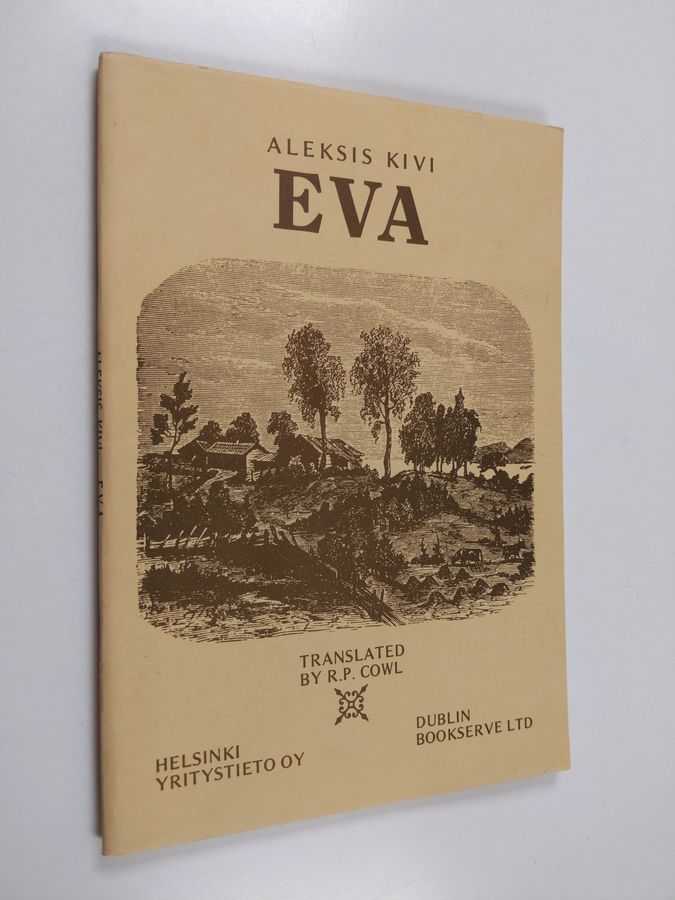 ALEKSIS KIVI
EVA
TRANSLATED
BY R.P. COWL
HELSINKI
YRITYSTIETO OY
DUBLIN
BOOKSERVE LTD
ALEKSIS KIVI EVA